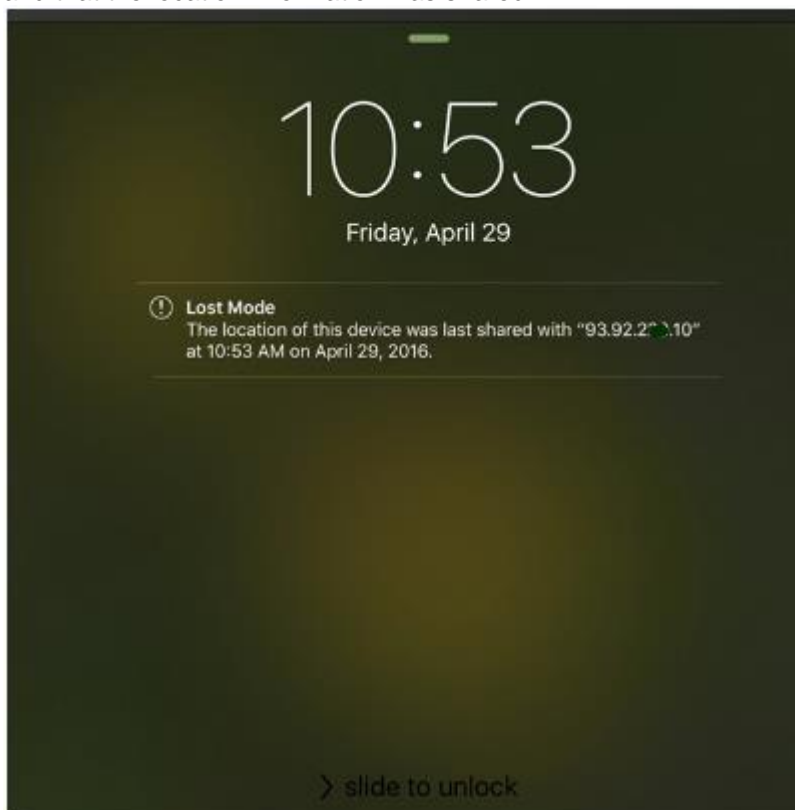 10:53
Friday, April 29
Lost Mode
The location of this device was last shared with
at 10:53 AM on April 29, 2016.
> slide to unlock